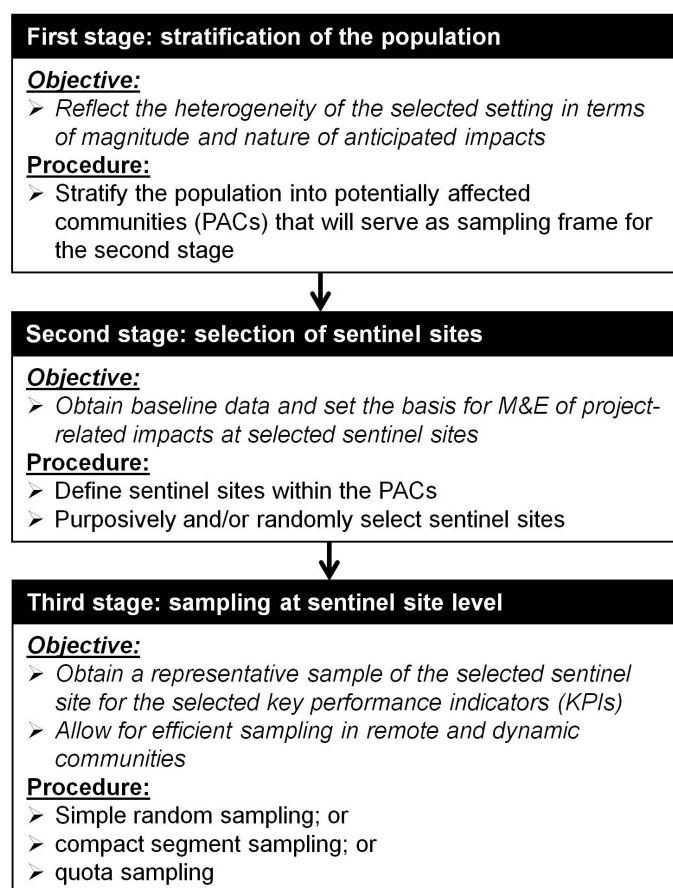 First stage: stratification of the population
Objective:
➢ Reflect the heterogeneity of the selected setting in terms
of magnitude and nature of anticipated impacts
Procedure:
➢ Stratify the population into potentially affected
communities (PACs) that will serve as sampling frame for
the second stage
Second stage: selection of sentinel sites
Objective:
➢ Obtain baseline data and set the basis for M&E of project-
related impacts at selected sentinel sites
Procedure:
➢ Define sentinel sites within the PACs
➢ Purposively and/or randomly select sentinel sites
Third stage: sampling at sentinel site level
Objective:
➢ Obtain a representative sample of the selected sentinel
site for the selected key performance indicators (KPIs)
➢ Allow for efficient sampling in remote and dynamic
communities
Procedure:
➢ Simple random sampling; or
➢ compact segment sampling; or
➢ quota sampling